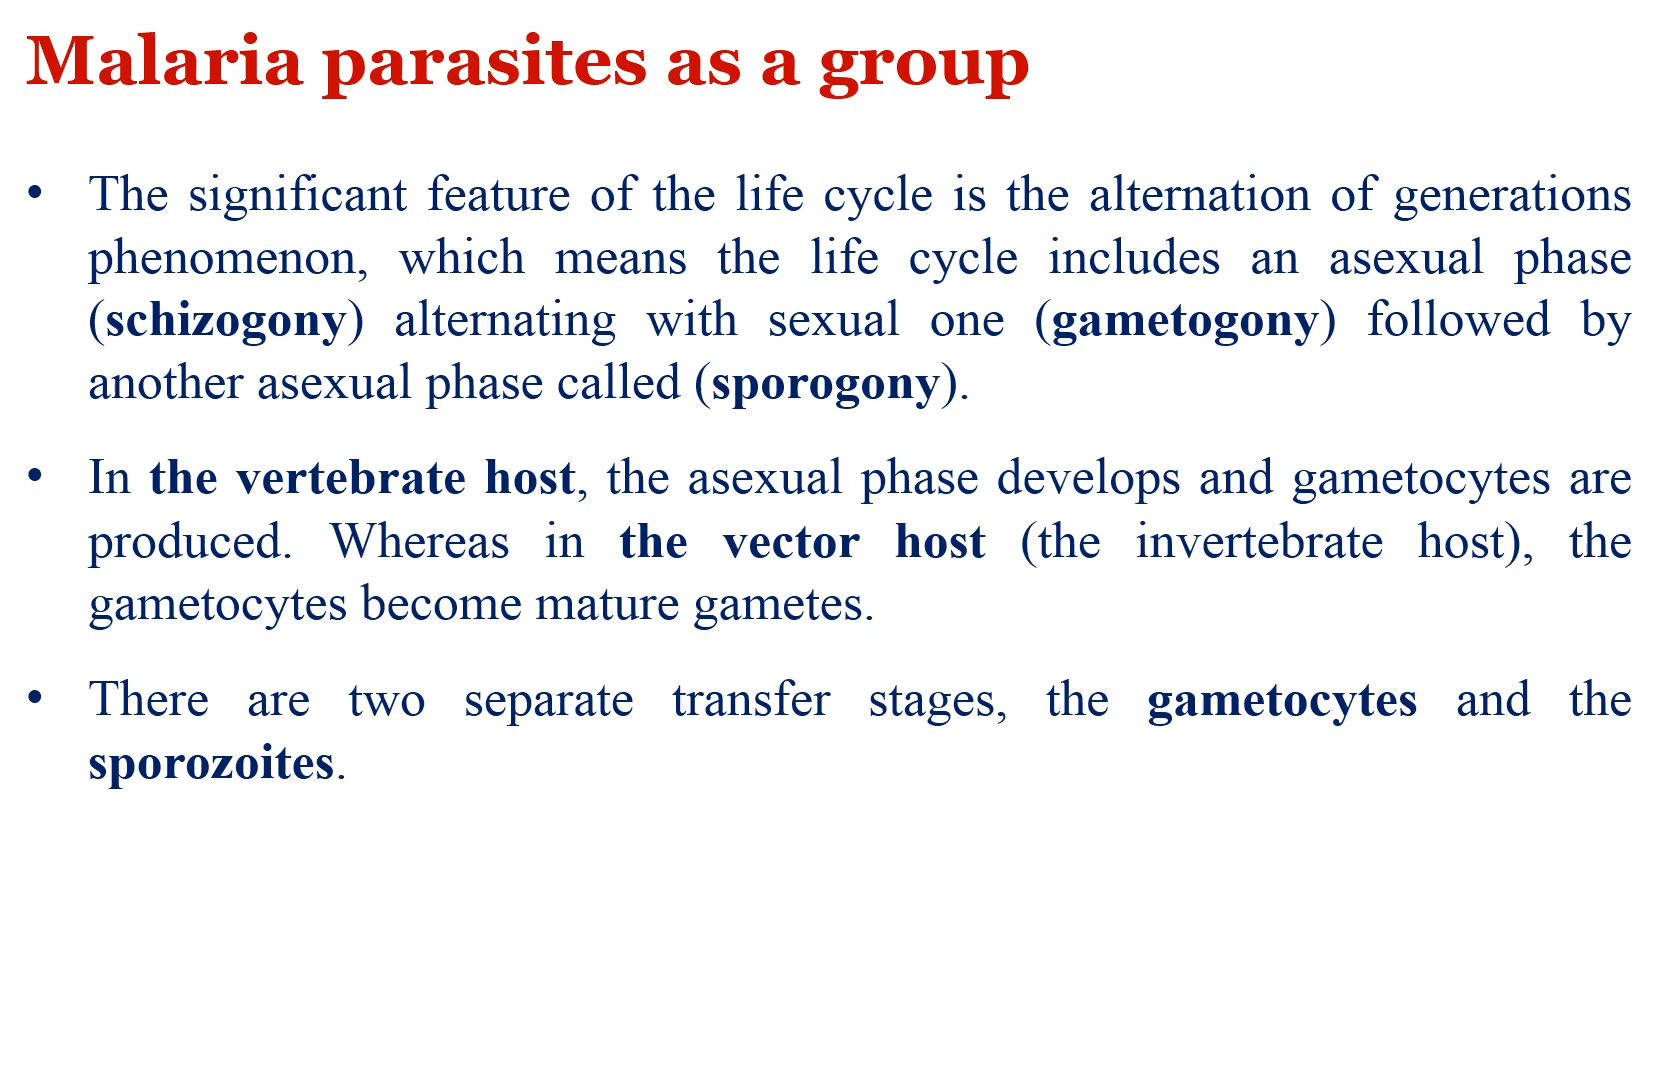 Malaria parasites as a group
• The significant feature of the life cycle is the alternation of generations
phenomenon, which means the life cycle includes an asexual phase
(schizogony) alternating with sexual one (gametogony) followed by
another asexual phase called (sporogony).
• In the vertebrate host, the asexual phase develops and gametocytes are
produced. Whereas in the vector host (the invertebrate host), the
gametocytes become mature gametes.
• There are two separate transfer stages, the gametocytes and the
sporozoites.